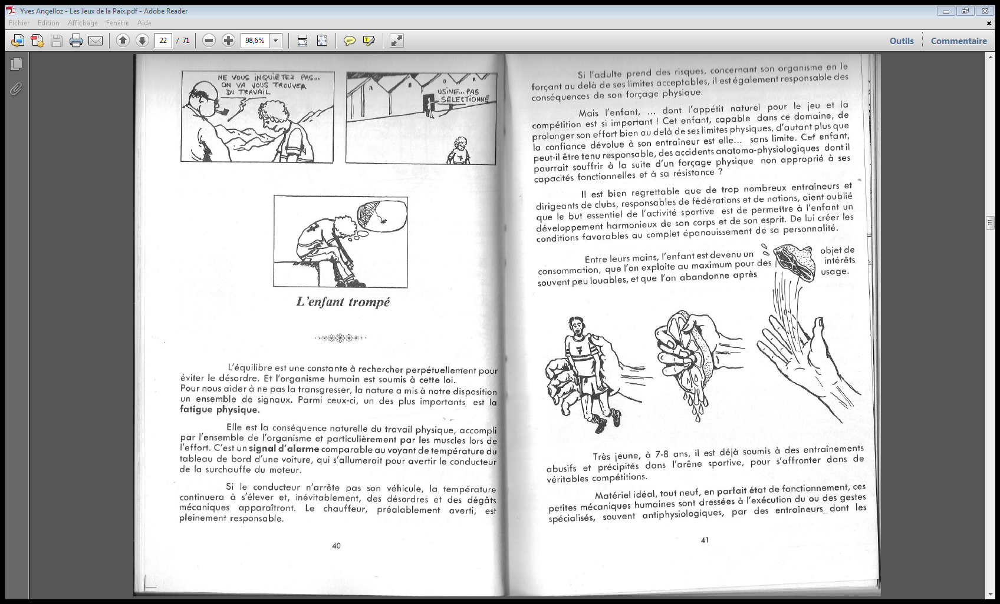 Yves Angelloz - Les Jeux de la Paix.pdf - Adobe Reader
Fichier Edition Affichage Fenêtre Aide
22 / 71 98,6% Outils Commentaire
NE VOUS INQUIÉTEZ PAS...
ON VA VOUS TROUVER
DU TRAVAIL
USINE...PAS
SÉLECTIONNÉ
7
L'enfant trompé
L'équilibre est une constante à rechercher perpétuellement pour
éviter le désordre. Et l'organisme humain est soumis à cette loi.
Pour nous aider à ne pas la transgresser, la nature a mis à notre disposition
un ensemble de signaux. Parmi ceux-ci, un des plus importants est la
fatigue physique.
Elle est la conséquence naturelle du travail physique, accompli
par l'ensemble de l'organisme et particulièrement par les muscles lors de
l'effort. C'est un signal d'alarme comparable au voyant de température du
tableau de bord d'une voiture, qui s'allumerait pour avertir le conducteur
de la surchauffe du moteur.
Si le conducteur n'arrête pas son véhicule, la température
continuera à s'élever et, inévitablement, des désordres et des dégâts
mécaniques apparaîtront. Le chauffeur, préalablement averti, est
pleinement responsable.
40
Si l'adulte prend des risques, concernant son organisme en le
forçant au delà de ses limites acceptables, il est également responsable des
conséquences de son forçage physique.
Mais l'enfant, ... dont l'appétit naturel pour le jeu et la
compétition est si important ! Cet enfant, capable dans ce domaine, de
prolonger son effort bien au delà de ses limites physiques, d'autant plus que
la confiance dévolue à son entraîneur est elle... sans limite. Cet enfant,
peut-il être tenu responsable, des accidents anatomo-physiologiques dont il
pourrait souffrir à la suite d'un forçage physique non approprié à ses
capacités fonctionnelles et à sa résistance ?
Il est bien regrettable que de trop nombreux entraîneurs et
dirigeants de clubs, responsables de fédérations et de nations, aient oublié
que le but essentiel de l'activité sportive est de permettre à l'enfant un
développement harmonieux de son corps et de son esprit. De lui créer les
conditions favorables au complet épanouissement de sa personnalité.
Entre leurs mains, l'enfant est devenu un objet de
consommation, que l'on exploite au maximum pour des intérêts
souvent peu louables, et que l'on abandonne après usage.
7
Très jeune, à 7-8 ans, il est déjà soumis à des entraînements
abusifs et précipités dans l'arêne sportive, pour s'affronter dans de
véritables compétitions.
Matériel idéal, tout neuf, en parfait état de fonctionnement, ces
petites mécaniques humaines sont dressées à l'exécution du ou des gestes
spécialisés, souvent antiphysiologiques, par des entraîneurs dont les
41